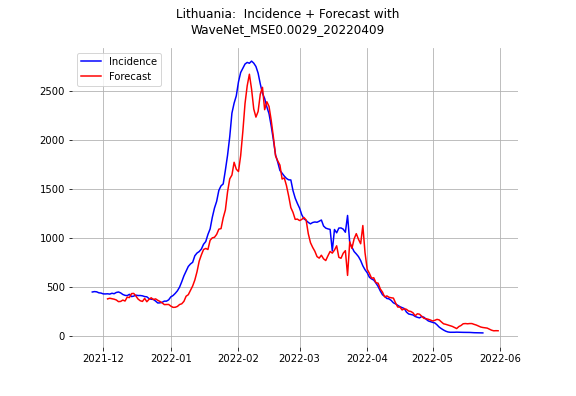 Lithuania:  Incidence + Forecast with
WaveNet_MSE0.0029_20220409
Incidence
Forecast
2500
2000
1500
1000
500
0
2021-12 2022-01 2022-02 2022-03 2022-04 2022-05 2022-06